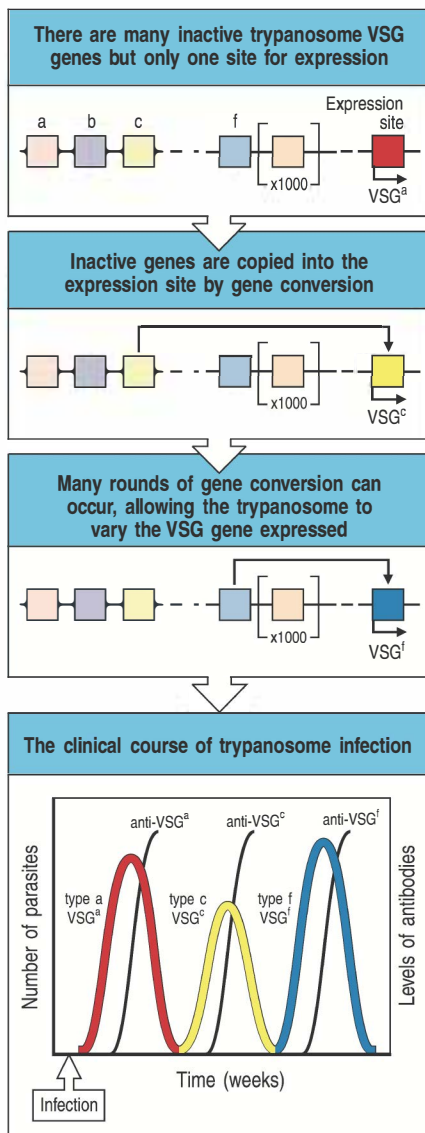 There are many inactive trypanosome VSG
genes but only one site for expression
Expression
site
a b c f
x1000
VSGᵃ
Inactive genes are copied into the
expression site by gene conversion
x1000
VSGᶜ
Many rounds of gene conversion can
occur, allowing the trypanosome to
vary the VSG gene expressed
x1000
VSGᶠ
The clinical course of trypanosome infection
anti-VSGᵃ anti-VSGᶜ anti-VSGᶠ
type a
VSGᵃ
type c
VSGᶜ
type f
VSGᶠ
Number of parasites
Levels of antibodies
Time (weeks)
Infection